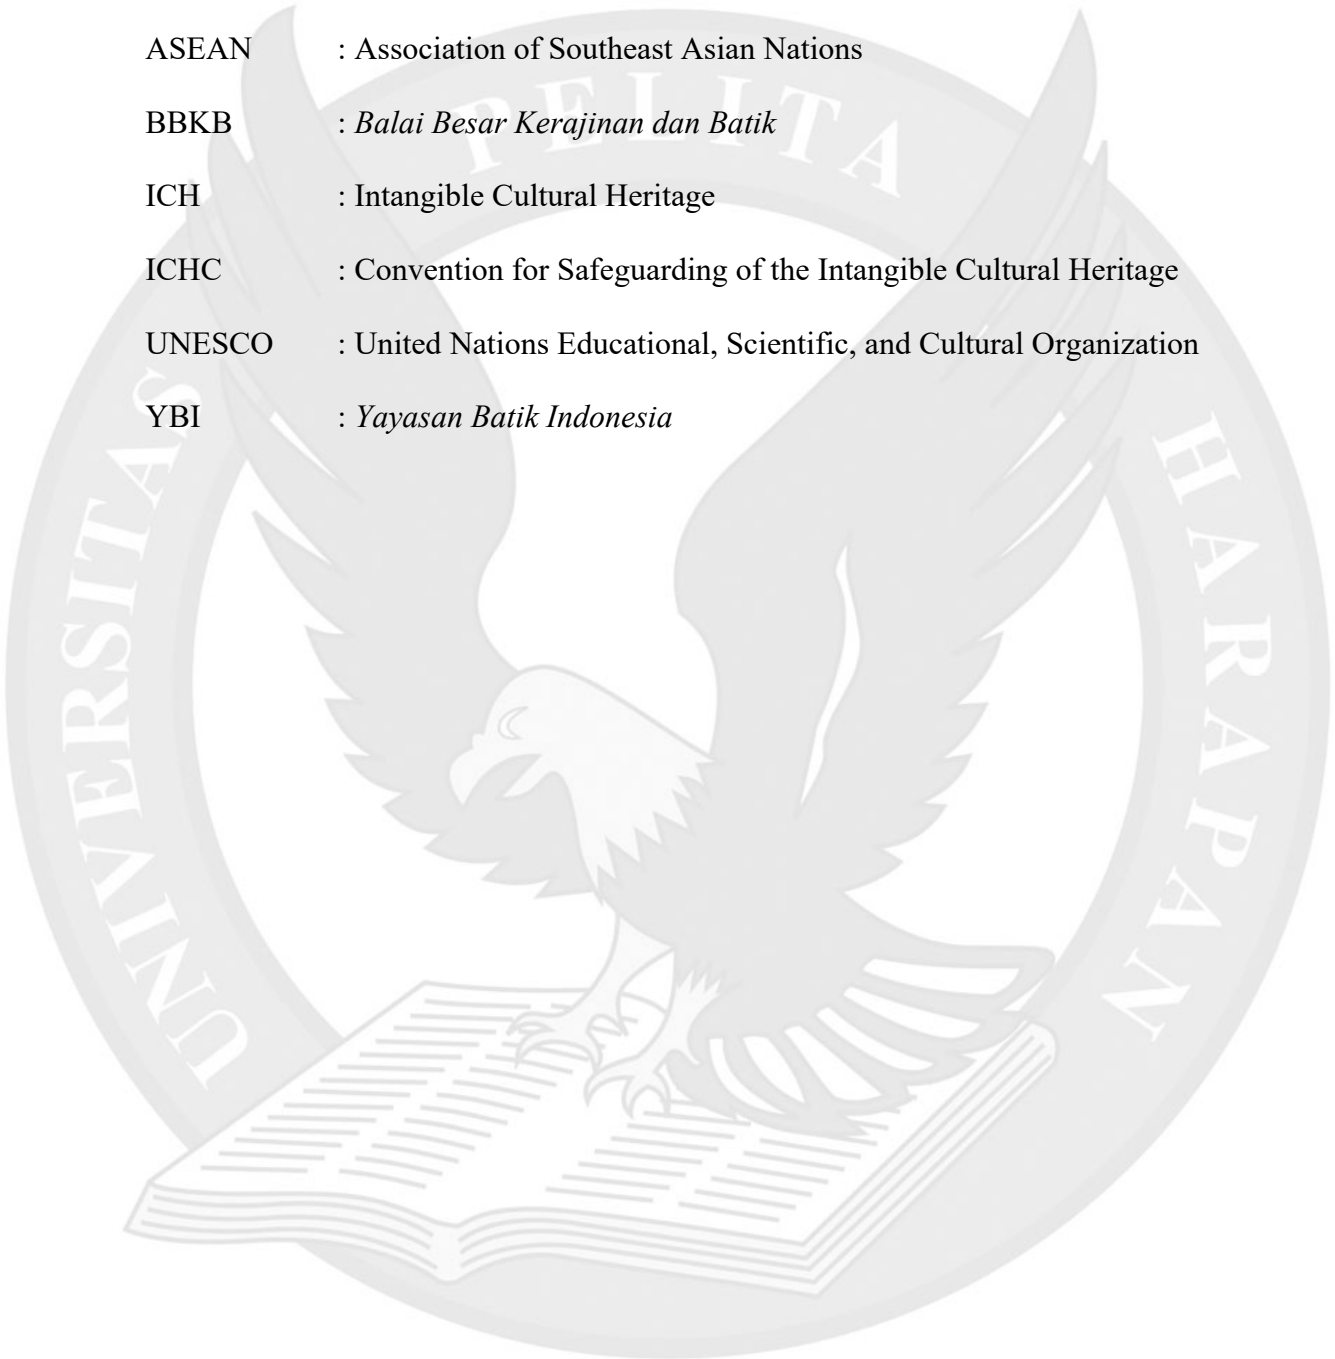 ASEAN : Association of Southeast Asian Nations
BBKB : Balai Besar Kerajinan dan Batik
ICH : Intangible Cultural Heritage
ICHC : Convention for Safeguarding of the Intangible Cultural Heritage
UNESCO : United Nations Educational, Scientific, and Cultural Organization
YBI : Yayasan Batik Indonesia
UNIVERSITAS PELITA HARAPAN